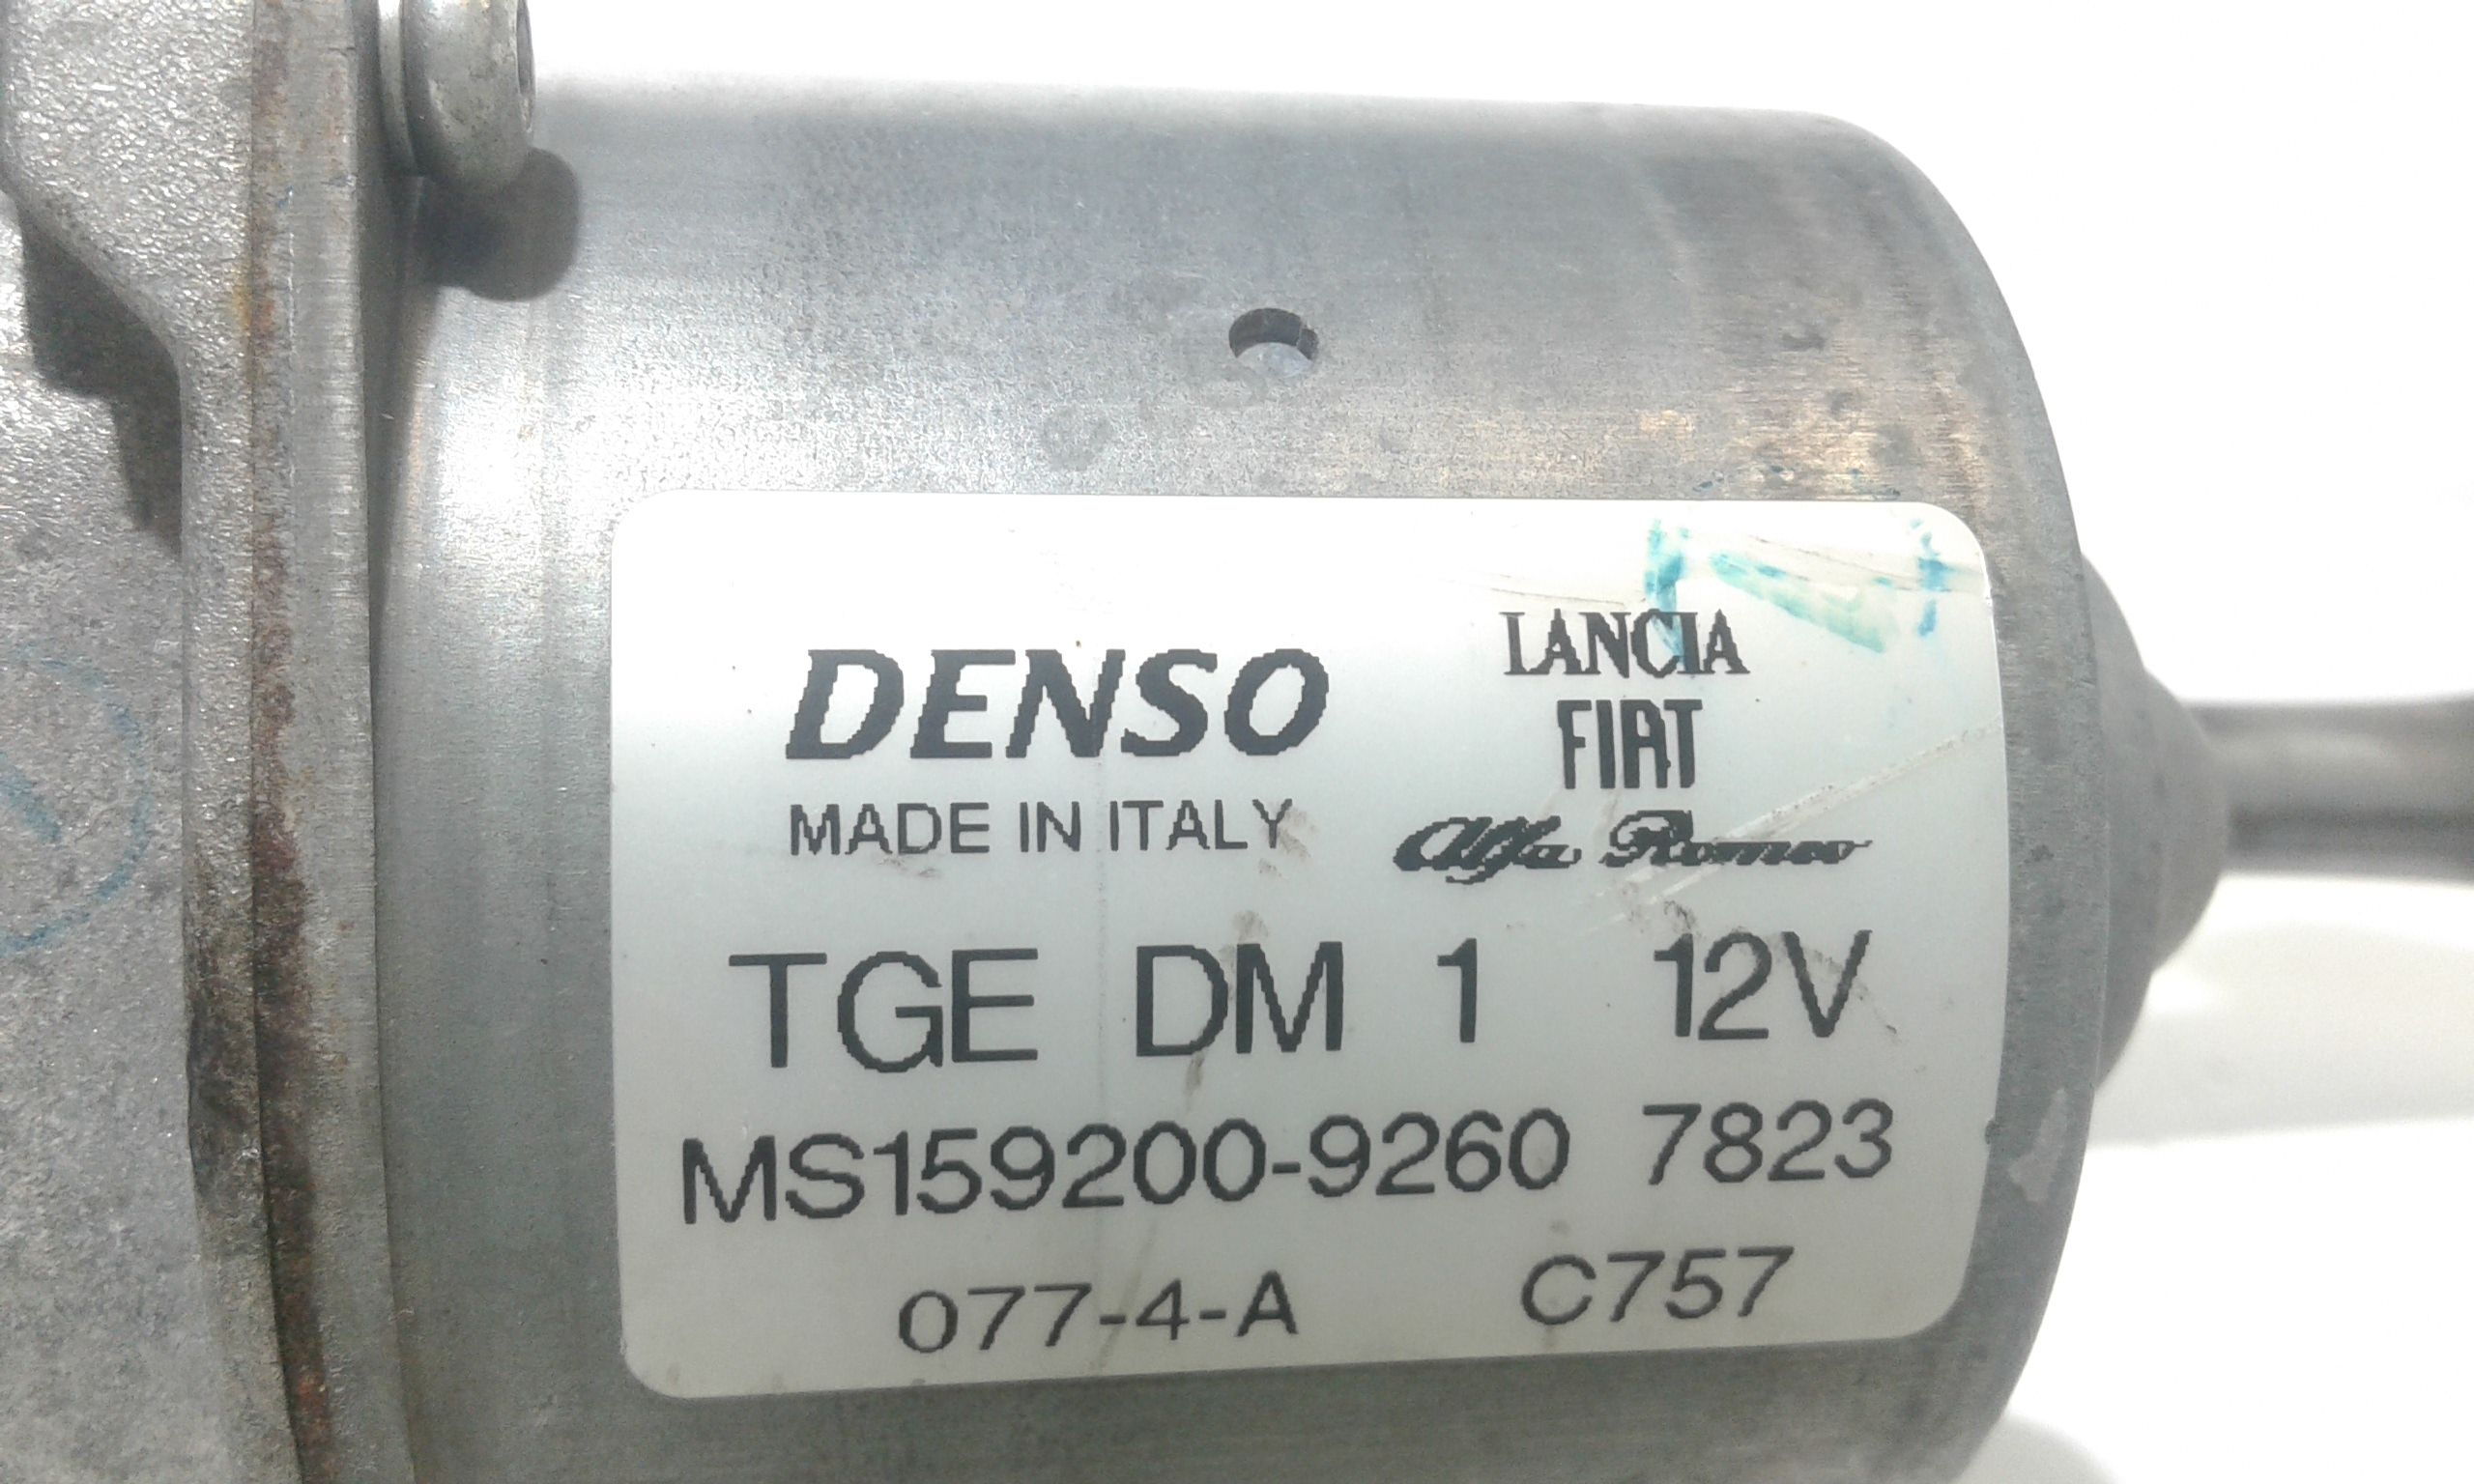 DENSO
MADE IN ITALY
LANCIA
FIAT
Alfa Romeo
TGE DM 1 12V
MS159200-9260 7823
077-4-A C757